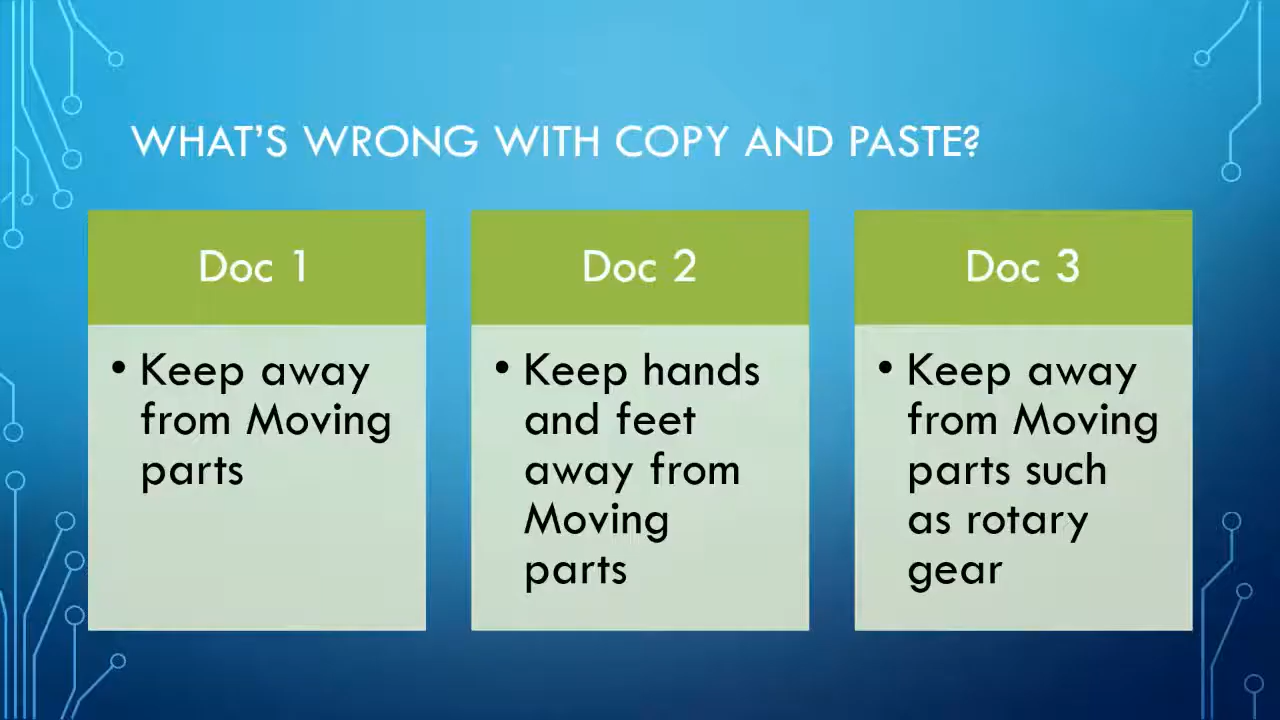 WHAT'S WRONG WITH COPY AND PASTE?
Doc 1
• Keep away
from Moving
parts
Doc 2
• Keep hands
and feet
away from
Moving
parts
Doc 3
• Keep away
from Moving
parts such
as rotary
gear